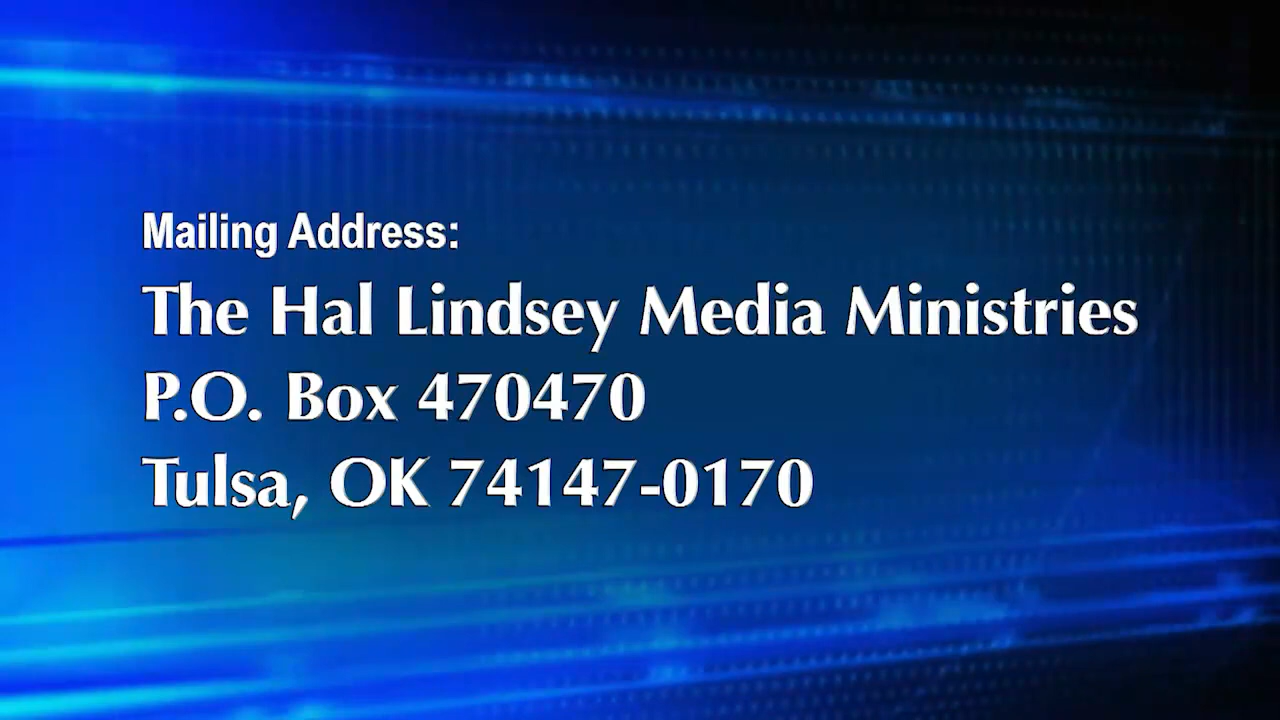 Mailing Address:
The Hal Lindsey Media Ministries
P.O. Box 470470
Tulsa, OK 74147-0170